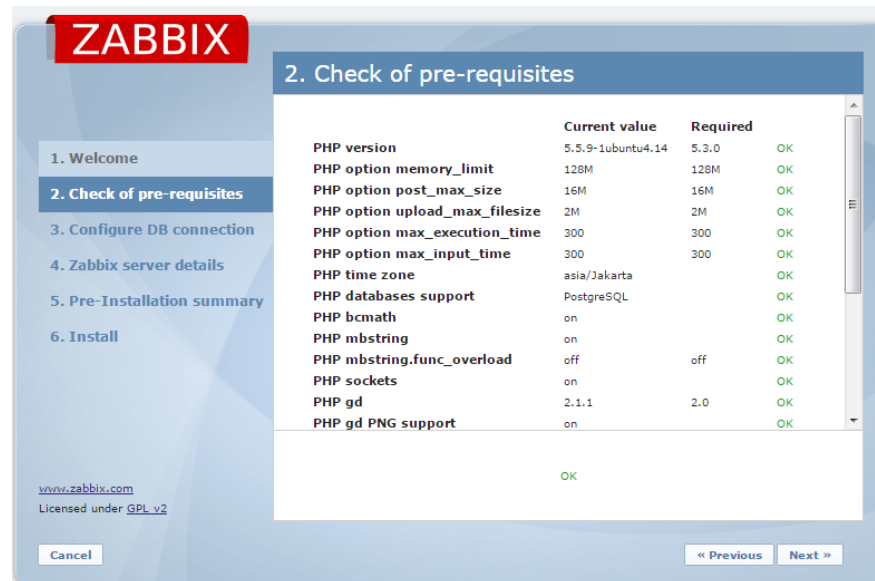 ZABBIX
2. Check of pre-requisites
1. Welcome
2. Check of pre-requisites
3. Configure DB connection
4. Zabbix server details
5. Pre-Installation summary
6. Install
Current value Required
PHP version 5.5.9-1ubuntu4.14 5.3.0 OK
PHP option memory_limit 128M 128M OK
PHP option post_max_size 16M 16M OK
PHP option upload_max_filesize 2M 2M OK
PHP option max_execution_time 300 300 OK
PHP option max_input_time 300 300 OK
PHP time zone asia/Jakarta OK
PHP databases support PostgreSQL OK
PHP bcmath on OK
PHP mbstring on OK
PHP mbstring.func_overload off off OK
PHP sockets on OK
PHP gd 2.1.1 2.0 OK
PHP gd PNG support on OK
OK
www.zabbix.com
Licensed under GPL v2
Cancel « Previous Next »